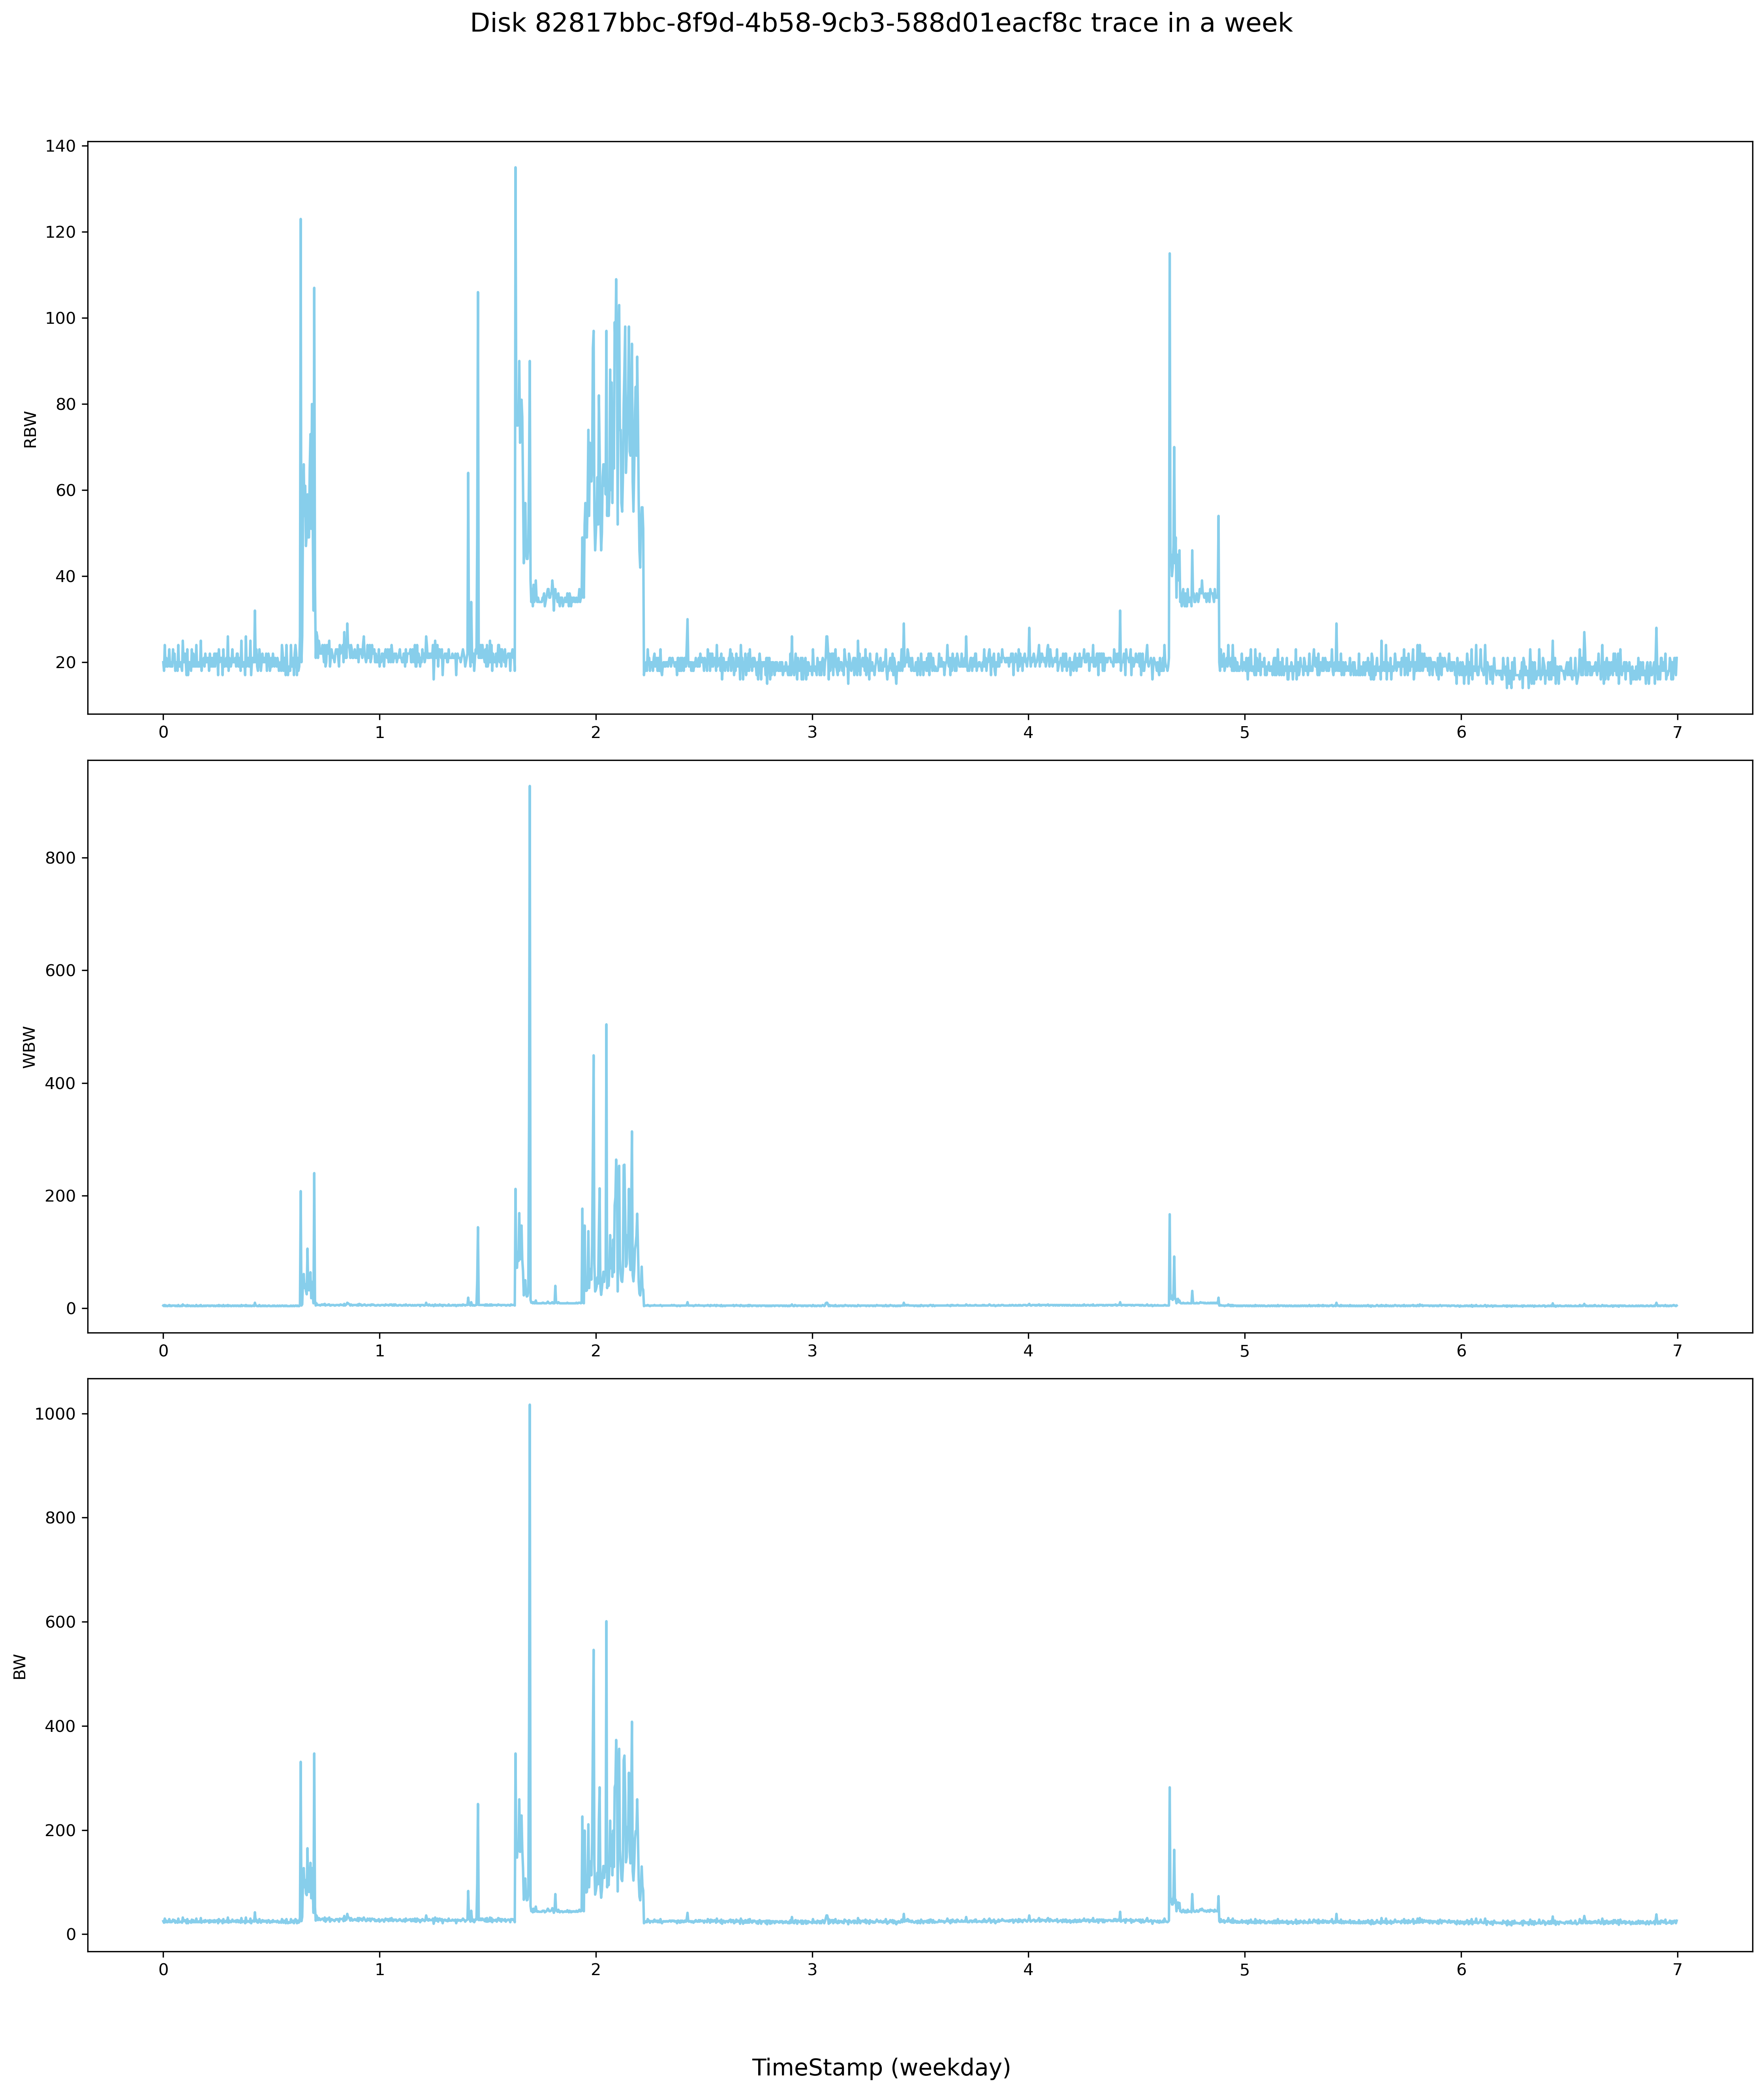 Disk 82817bbc-8f9d-4b58-9cb3-588d01eacf8c trace in a week
140
120
100
80
60
40
20
RBW
0 1 2 3 4 5 6 7
800
600
400
200
0
WBW
0 1 2 3 4 5 6 7
1000
800
600
400
200
0
BW
0 1 2 3 4 5 6 7
TimeStamp (weekday)